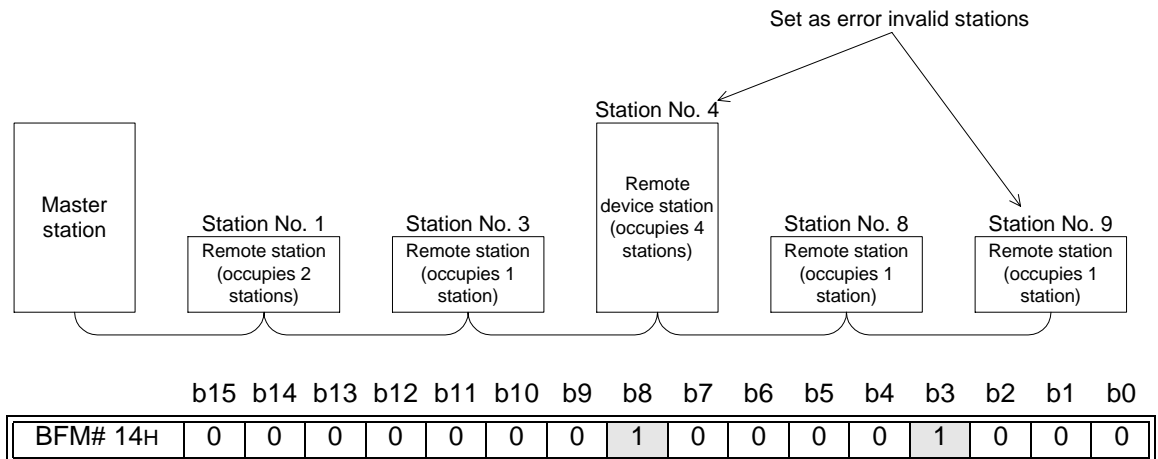 Set as error invalid stations
Station No. 4
Master
station
Station No. 1
Remote station
(occupies 2
stations)
Station No. 3
Remote station
(occupies 1
station)
Remote
device station
(occupies 4
stations)
Station No. 8
Remote station
(occupies 1
station)
Station No. 9
Remote station
(occupies 1
station)
b15 b14 b13 b12 b11 b10 b9 b8 b7 b6 b5 b4 b3 b2 b1 b0
BFM# 14H 0 0 0 0 0 0 0 1 0 0 0 0 1 0 0 0